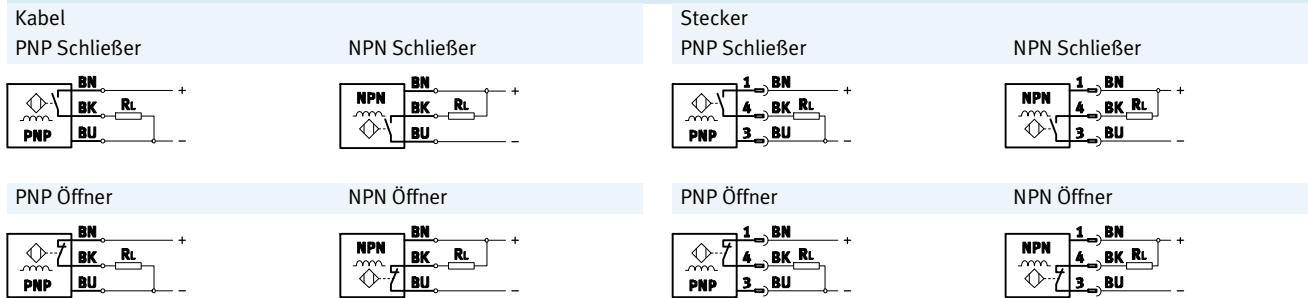 Kabel
Stecker
PNP Schließer
NPN Schließer
PNP Schließer
NPN Schließer
BN
+
BK
RL
PNP
BU
−
BN
+
NPN
BK
RL
BU
−
1
BN
+
4
BK
RL
PNP
3
BU
−
1
BN
+
NPN
4
BK
RL
3
BU
−
PNP Öffner
NPN Öffner
PNP Öffner
NPN Öffner
BN
+
BK
RL
PNP
BU
−
BN
+
NPN
BK
RL
BU
−
1
BN
+
4
BK
RL
PNP
3
BU
−
1
BN
+
NPN
4
BK
RL
3
BU
−